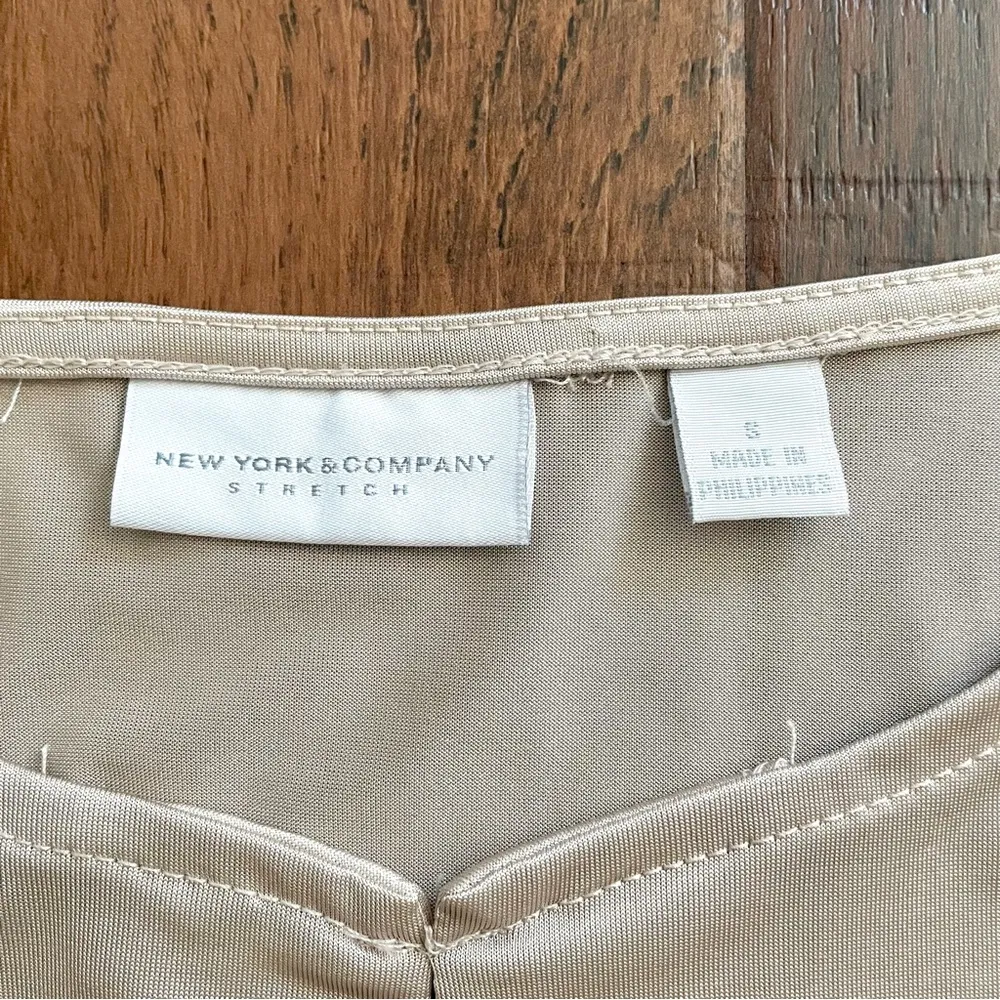 NEW YORK & COMPANY
STRETCH
S
MADE IN
PHILIPPINES